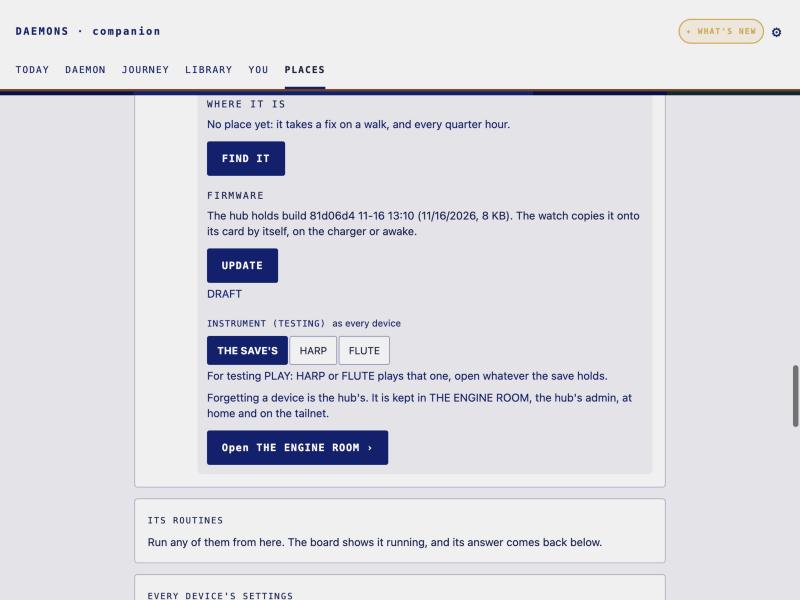 DAEMONS · companion
✦ WHAT'S NEW
TODAY DAEMON JOURNEY LIBRARY YOU PLACES
WHERE IT IS
No place yet: it takes a fix on a walk, and every quarter hour.
FIND IT
FIRMWARE
The hub holds build 81d06d4 11-16 13:10 (11/16/2026, 8 KB). The watch copies it onto
its card by itself, on the charger or awake.
UPDATE
DRAFT
INSTRUMENT (TESTING) as every device
THE SAVE'S HARP FLUTE
For testing PLAY: HARP or FLUTE plays that one, open whatever the save holds.
Forgetting a device is the hub's. It is kept in THE ENGINE ROOM, the hub's admin, at
home and on the tailnet.
Open THE ENGINE ROOM ›
ITS ROUTINES
Run any of them from here. The board shows it running, and its answer comes back below.
EVERY DEVICE'S SETTINGS